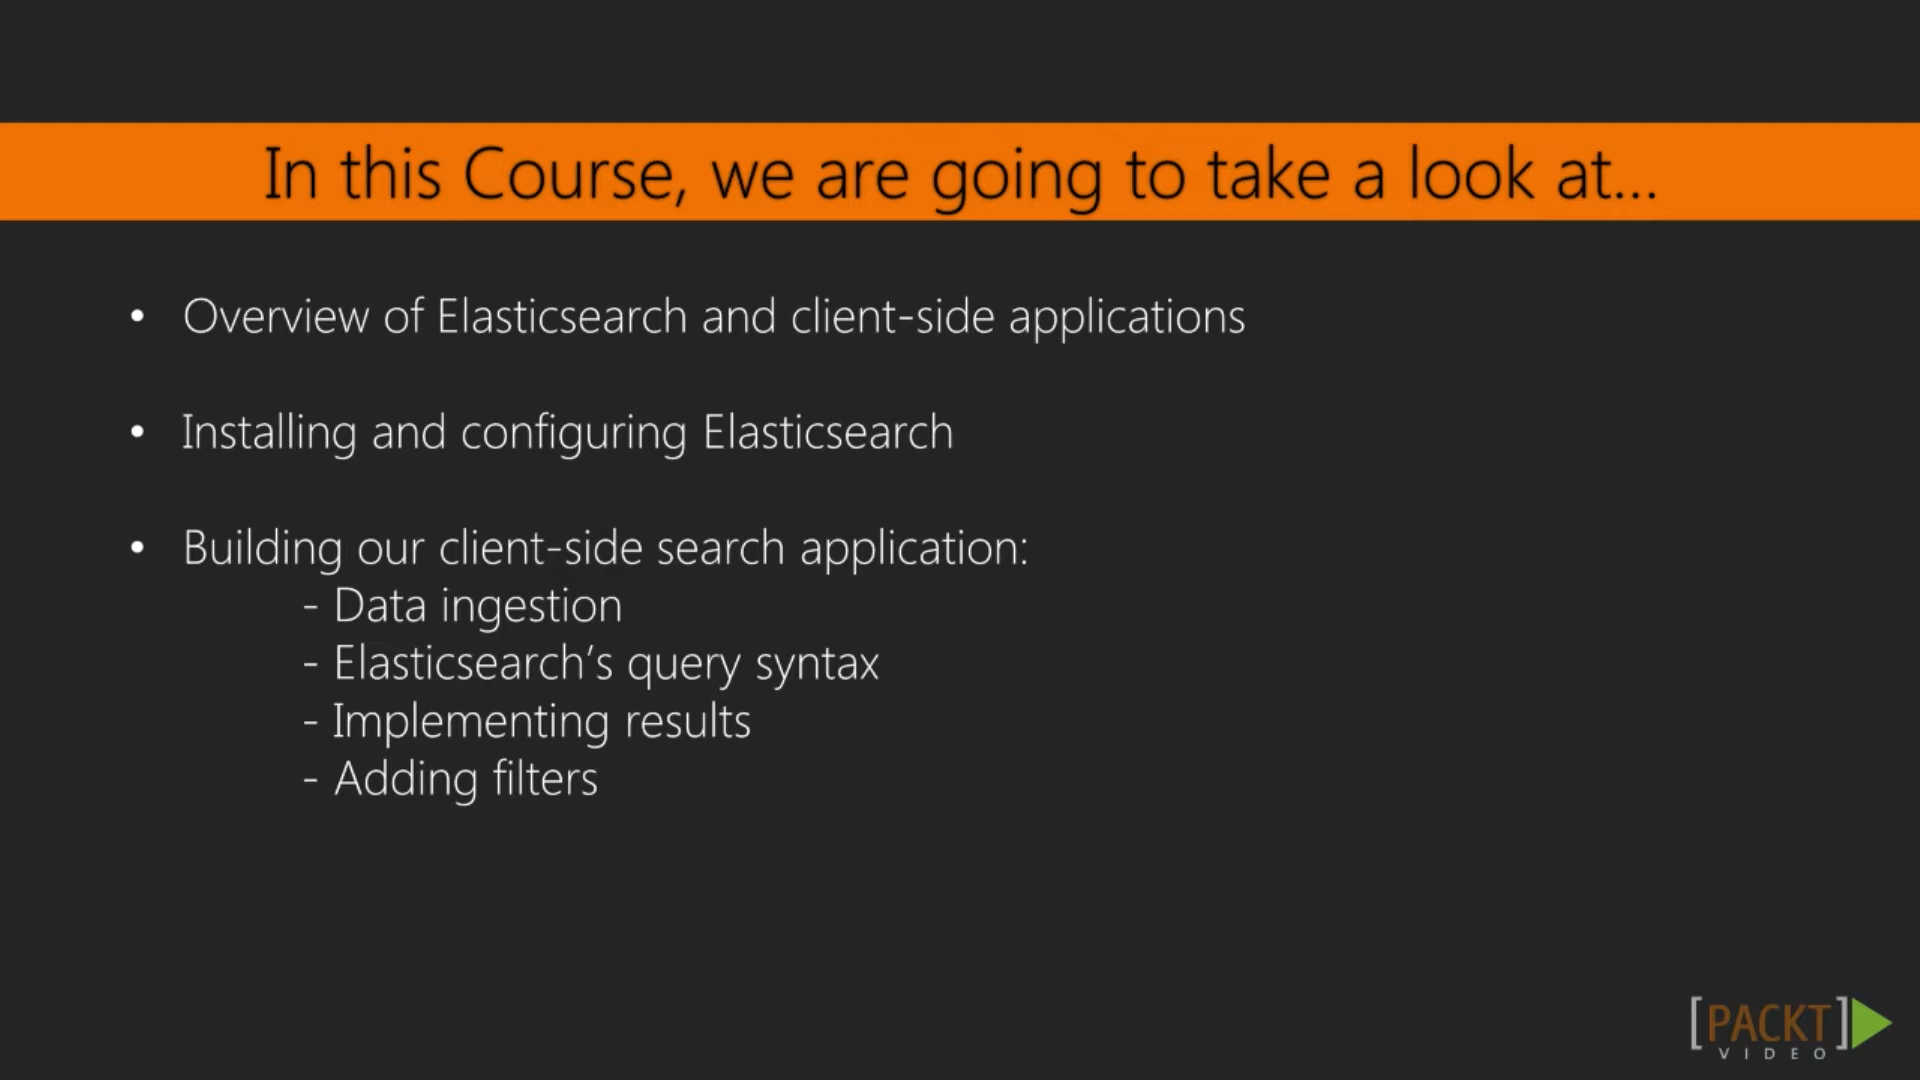 In this Course, we are going to take a look at...
• Overview of Elasticsearch and client-side applications
• Installing and configuring Elasticsearch
• Building our client-side search application:
- Data ingestion
- Elasticsearch’s query syntax
- Implementing results
- Adding filters
[PACKT]
VIDEO